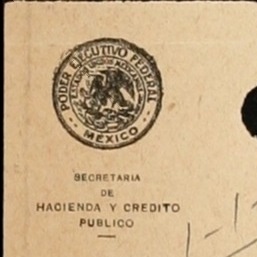 PODER EJECUTIVO FEDERAL
ESTADOS UNIDOS MEXICANOS
MEXICO
SECRETARIA
DE
HACIENDA Y CREDITO
PUBLICO